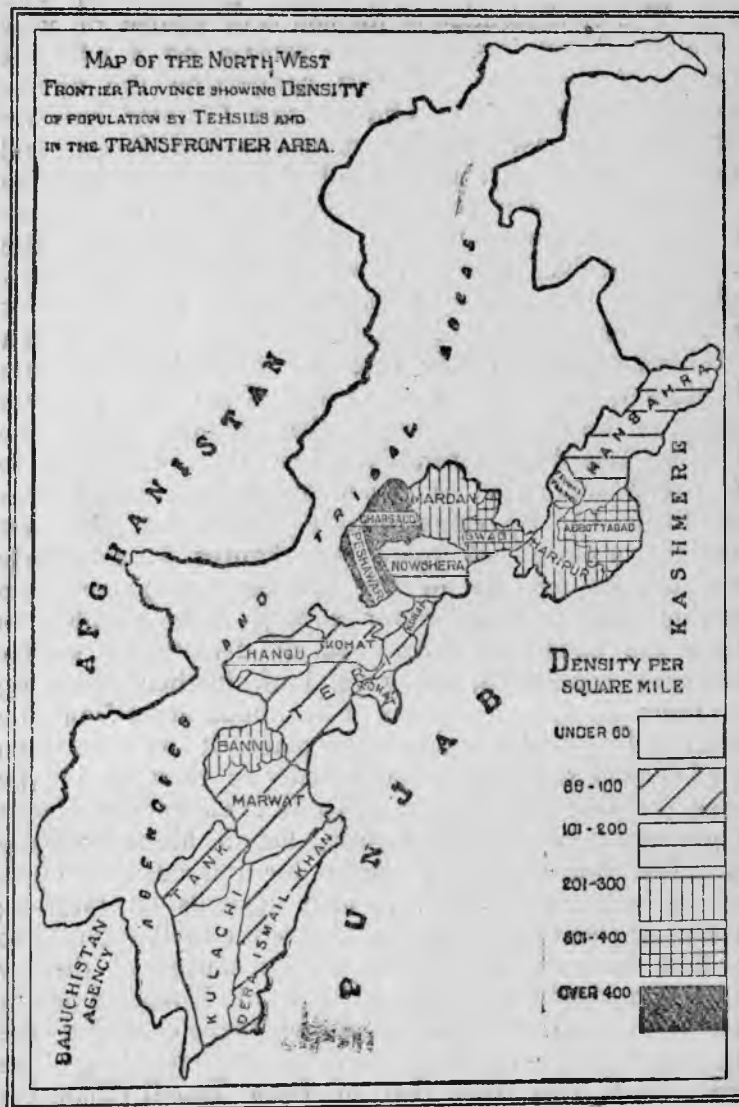 MAP OF THE NORTH-WEST
FRONTIER PROVINCE SHOWING DENSITY
OF POPULATION BY TEHSILS AND
IN THE TRANSFRONTIER AREA.
AFGHANISTAN
AGENCIES AND TRIBAL AREAS
MANSAHRA
ABBOTTABAD
HARIPUR
KASHMERE
MARDAN
CHARSADD
SWABI
PESHAWAR
NOWSHERA
HANGU
KOHAT
TERI
BANNU
MARWAT
TANK
KULACHI
DERA ISMAIL KHAN
PUNJAB
BALUCHISTAN
AGENCY
DENSITY PER
SQUARE MILE
UNDER 65
66-100
101-200
201-300
301-400
OVER 400